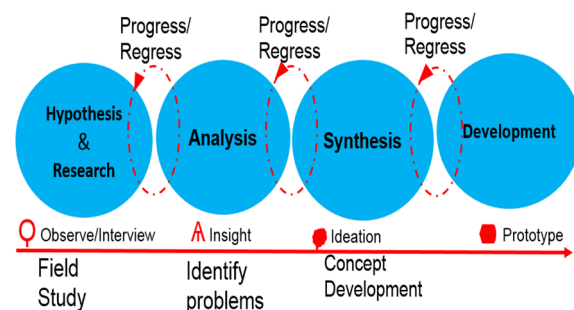 Progress/
Regress
Progress/
Regress
Progress/
Regress
Hypothesis
&
Research
Analysis
Synthesis
Development
Observe/Interview
Insight
Ideation
Prototype
Field
Study
Identify
problems
Concept
Development